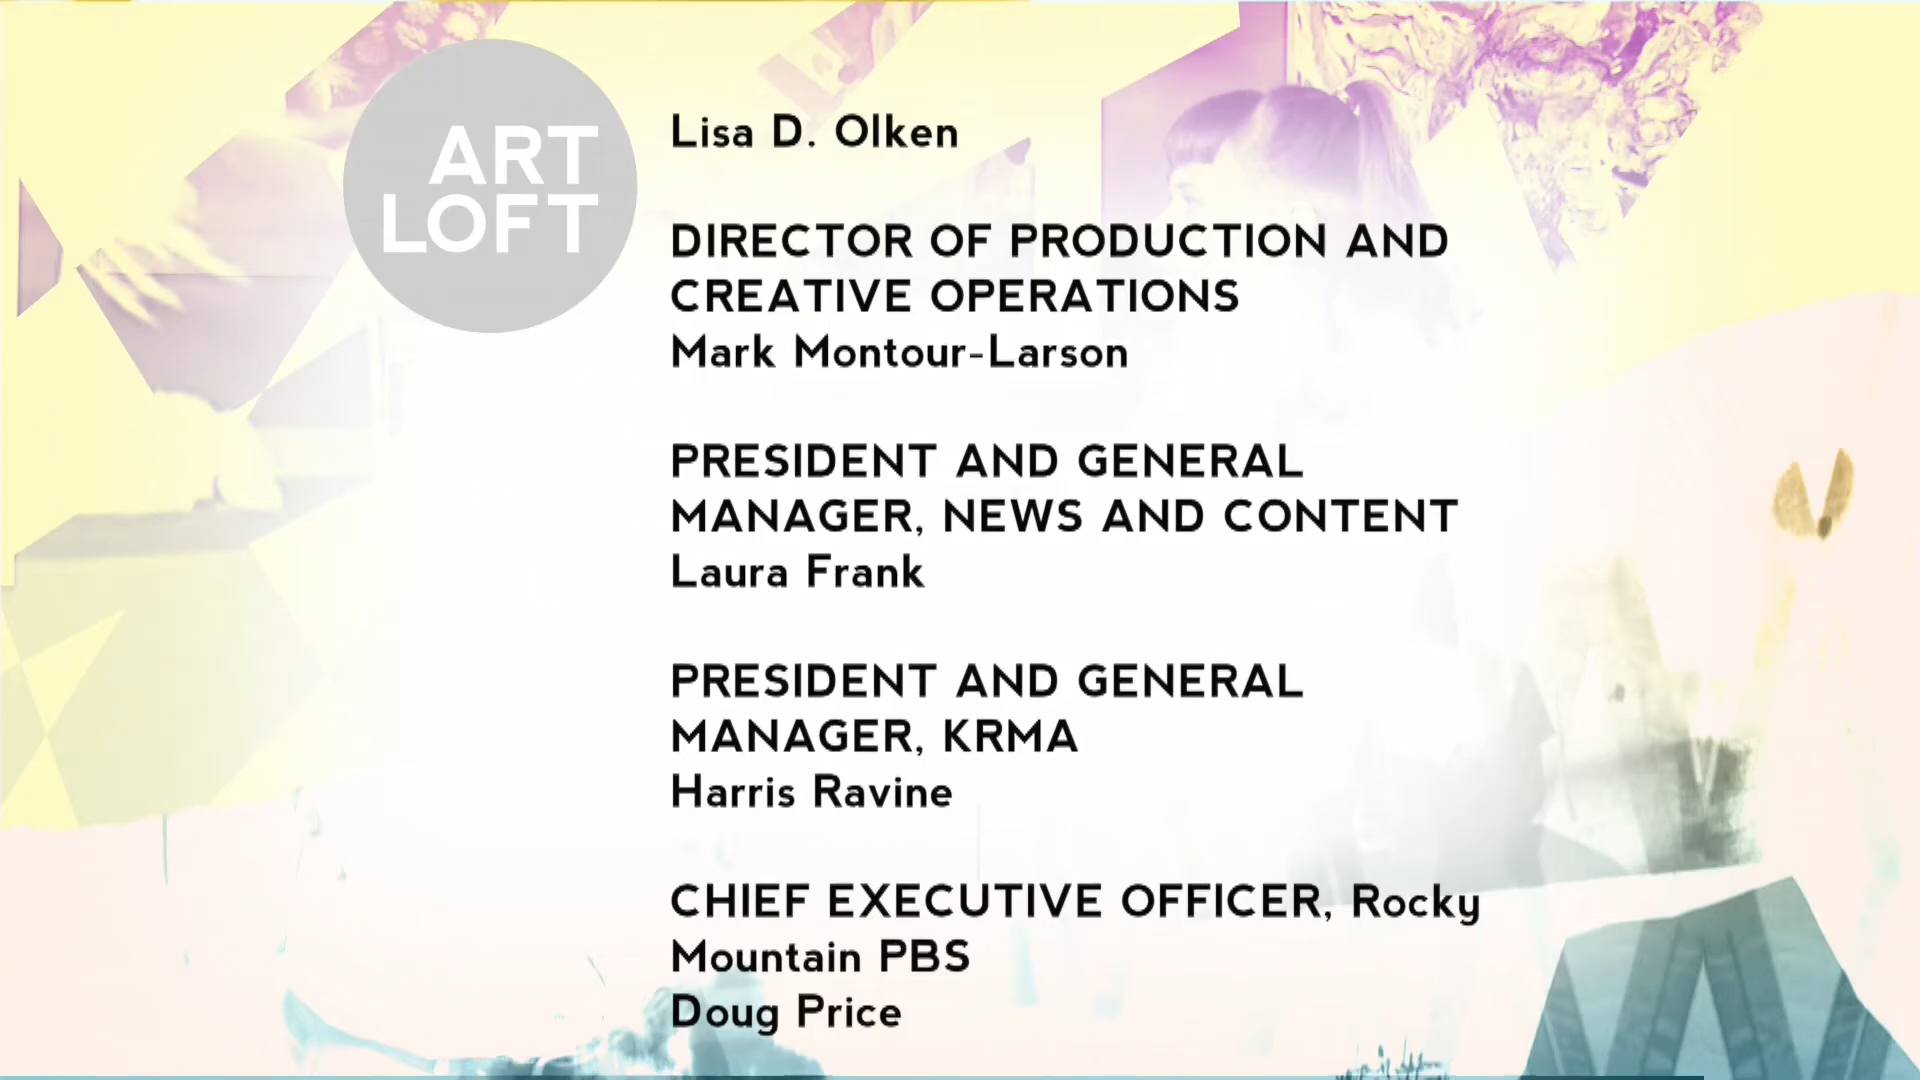 ART
LOFT
Lisa D. Olken
DIRECTOR OF PRODUCTION AND
CREATIVE OPERATIONS
Mark Montour-Larson
PRESIDENT AND GENERAL
MANAGER, NEWS AND CONTENT
Laura Frank
PRESIDENT AND GENERAL
MANAGER, KRMA
Harris Ravine
CHIEF EXECUTIVE OFFICER, Rocky
Mountain PBS
Doug Price